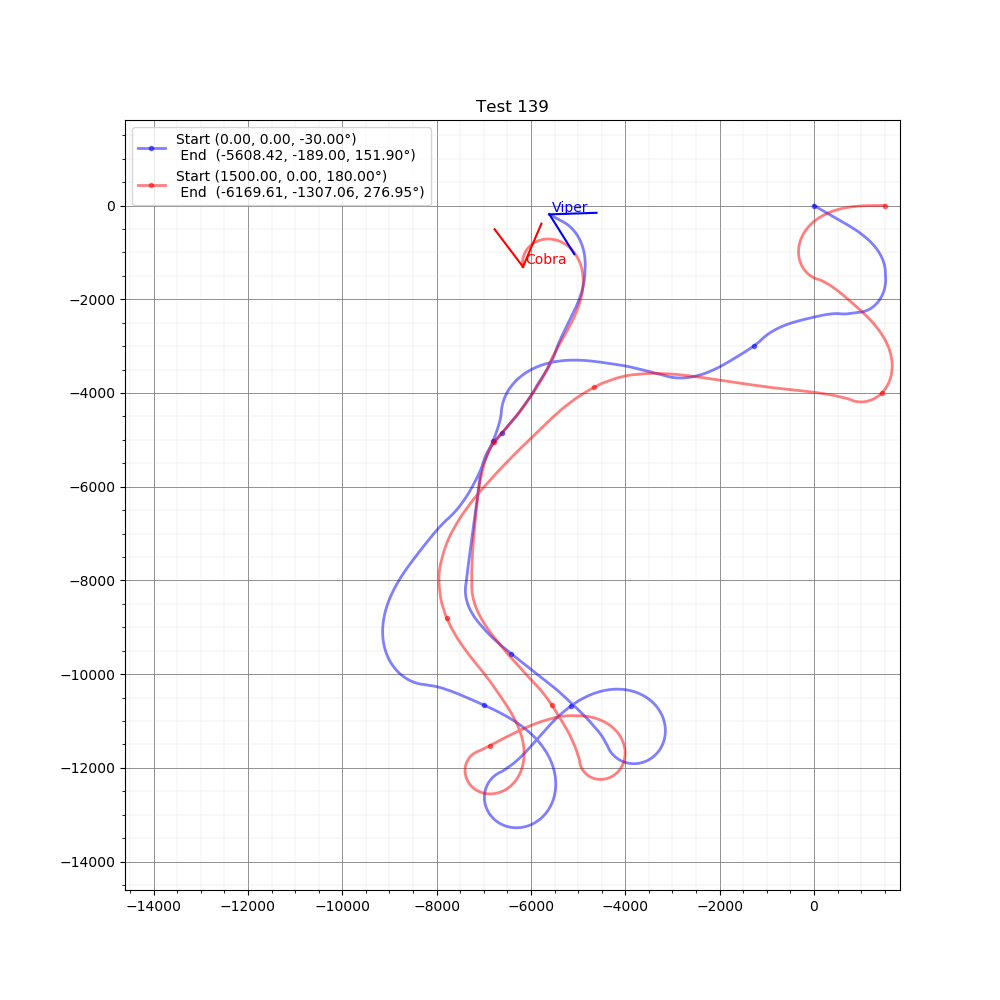 Test 139
Start (0.00, 0.00, -30.00°)
End (-5608.42, -189.00, 151.90°)
Start (1500.00, 0.00, 180.00°)
End (-6169.61, -1307.06, 276.95°)
Viper
Cobra
0
−2000
−4000
−6000
−8000
−10000
−12000
−14000
−14000 −12000 −10000 −8000 −6000 −4000 −2000 0